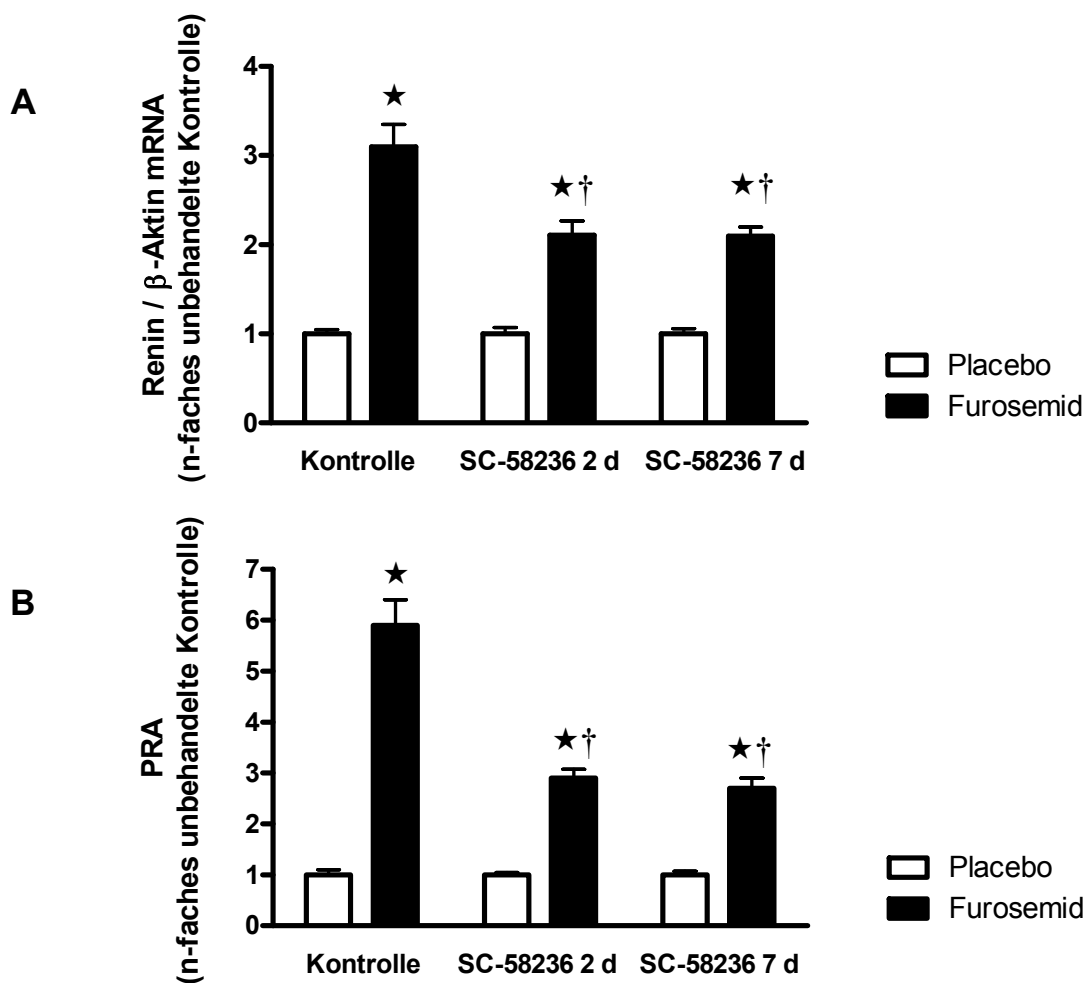 A
Renin / β-Aktin mRNA
(n-faches unbehandelte Kontrolle)
4
3
2
1
0
★
★†
★†
Kontrolle
SC-58236 2 d
SC-58236 7 d
Placebo
Furosemid
B
PRA
(n-faches unbehandelte Kontrolle)
7
6
5
4
3
2
1
0
★
★†
★†
Kontrolle
SC-58236 2 d
SC-58236 7 d
Placebo
Furosemid